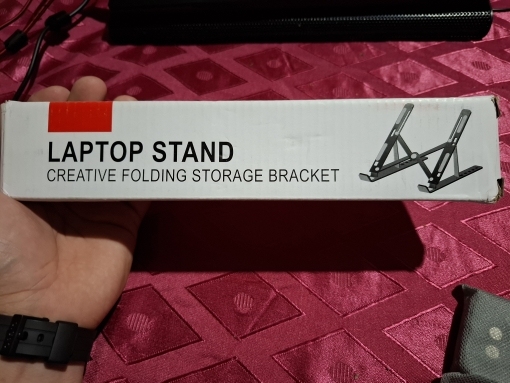 LAPTOP STAND
CREATIVE FOLDING STORAGE BRACKET